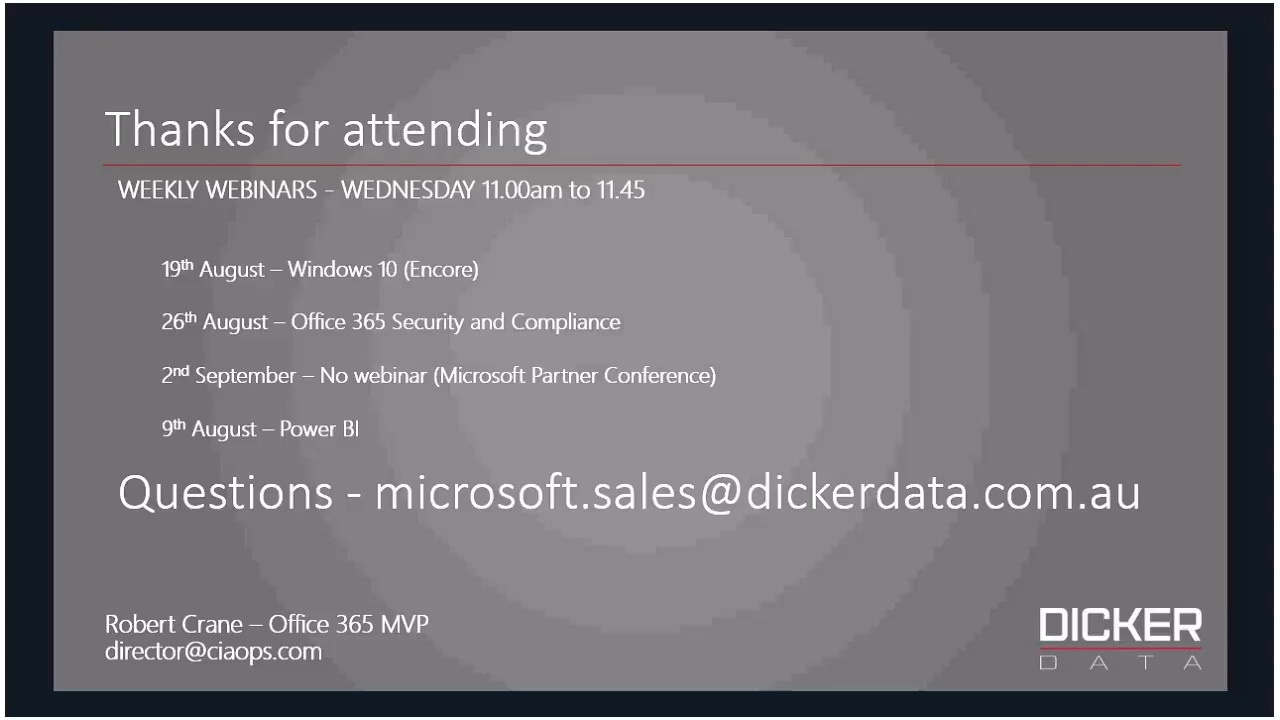 Thanks for attending
WEEKLY WEBINARS - WEDNESDAY 11.00am to 11.45
19th August – Windows 10 (Encore)
26th August – Office 365 Security and Compliance
2nd September – No webinar (Microsoft Partner Conference)
9th August – Power BI
Questions - microsoft.sales@dickerdata.com.au
Robert Crane – Office 365 MVP
director@ciaops.com
DICKER
DATA